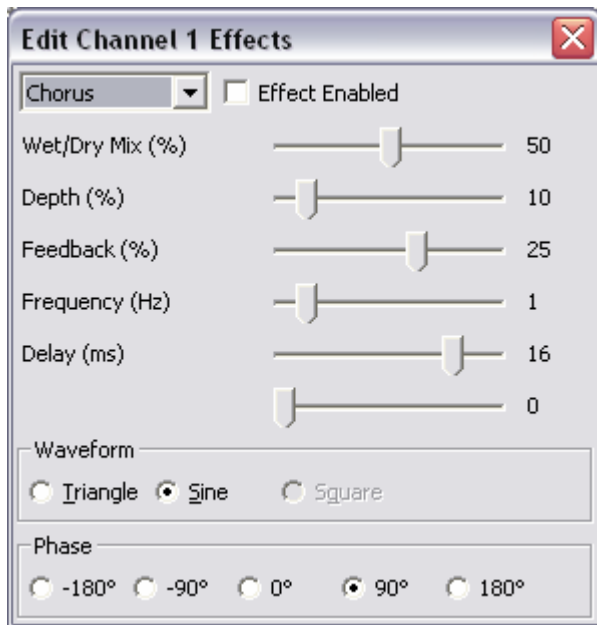 Edit Channel 1 Effects
Chorus Effect Enabled
Wet/Dry Mix (%) 50
Depth (%) 10
Feedback (%) 25
Frequency (Hz) 1
Delay (ms) 16
0
Waveform
Triangle Sine Square
Phase
-180° -90° 0° 90° 180°